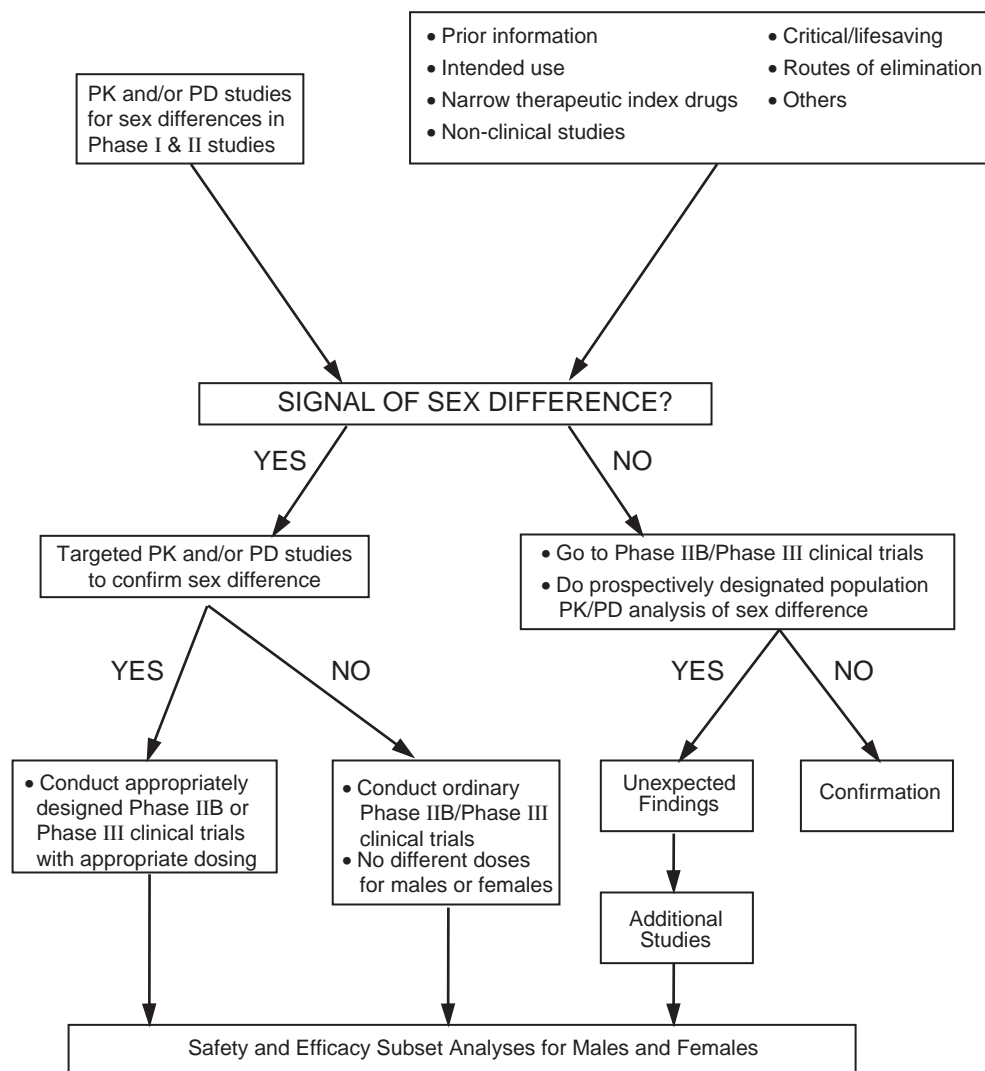 • Prior information
• Intended use
• Narrow therapeutic index drugs
• Non-clinical studies
• Critical/lifesaving
• Routes of elimination
• Others
PK and/or PD studies
for sex differences in
Phase I & II studies
SIGNAL OF SEX DIFFERENCE?
YES
NO
Targeted PK and/or PD studies
to confirm sex difference
• Go to Phase IIB/Phase III clinical trials
• Do prospectively designated population
PK/PD analysis of sex difference
YES
NO
YES
NO
• Conduct appropriately
designed Phase IIB or
Phase III clinical trials
with appropriate dosing
• Conduct ordinary
Phase IIB/Phase III
clinical trials
• No different doses
for males or females
Unexpected
Findings
Confirmation
Additional
Studies
Safety and Efficacy Subset Analyses for Males and Females